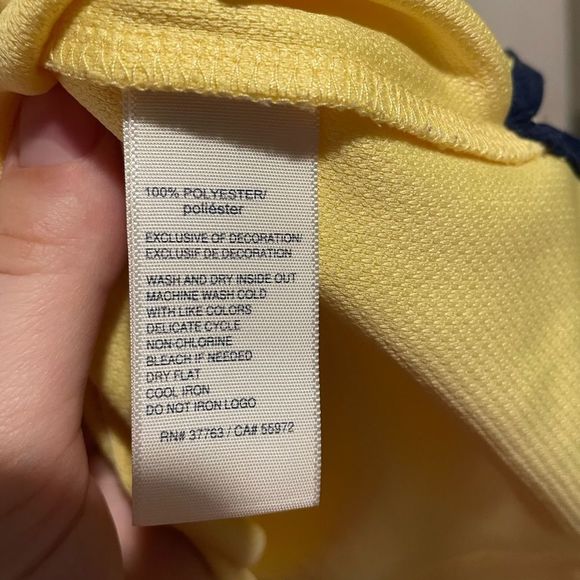 100% POLYESTER/
poliéster
EXCLUSIVE OF DECORATION/
EXCLUSIF DE DECORATION
WASH AND DRY INSIDE OUT
MACHINE WASH COLD
WITH LIKE COLORS
DELICATE CYCLE
NON-CHLORINE
BLEACH IF NEEDED
DRY FLAT
COOL IRON
DO NOT IRON LOGO
RN# 37763 / CA# 55972